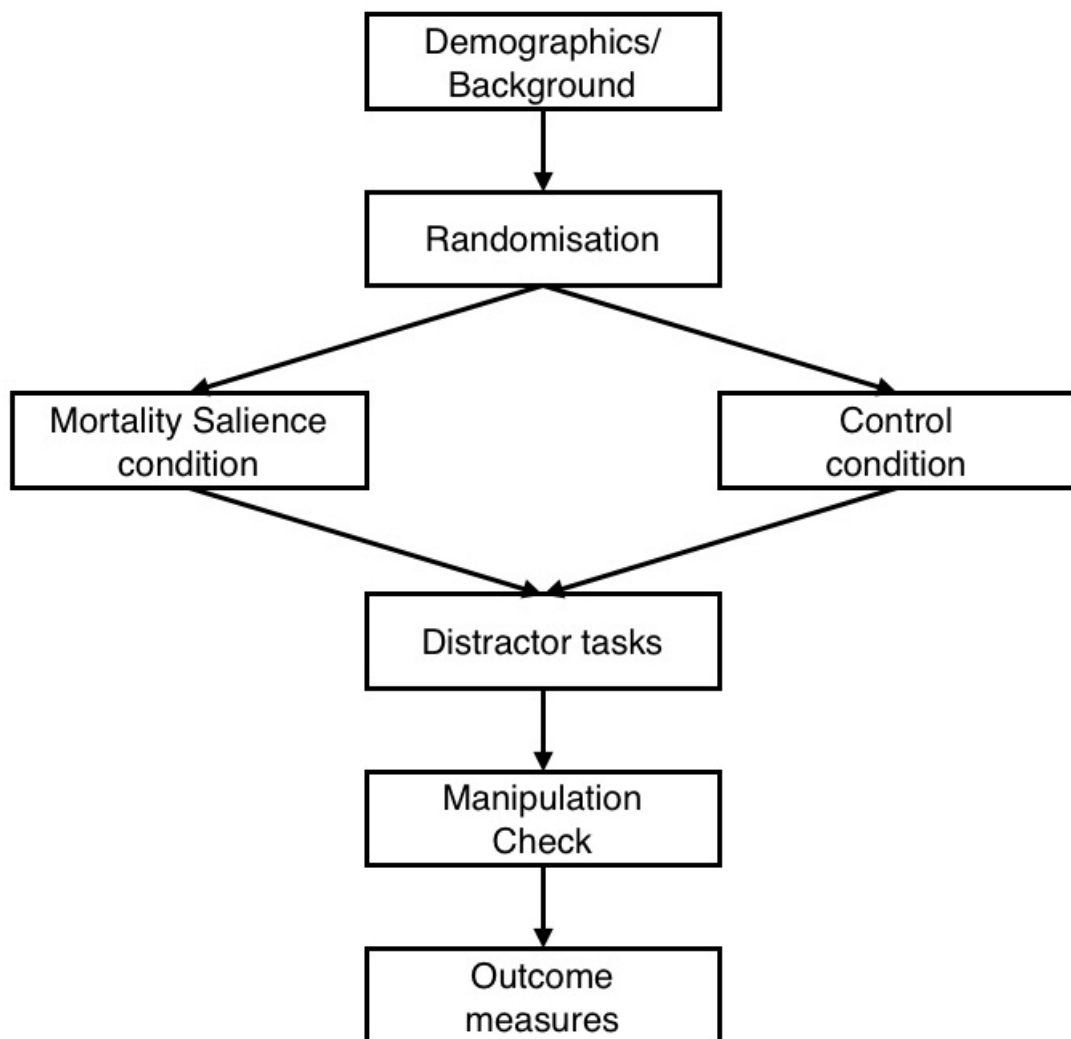 Demographics/
Background
Randomisation
Mortality Salience
condition
Control
condition
Distractor tasks
Manipulation
Check
Outcome
measures